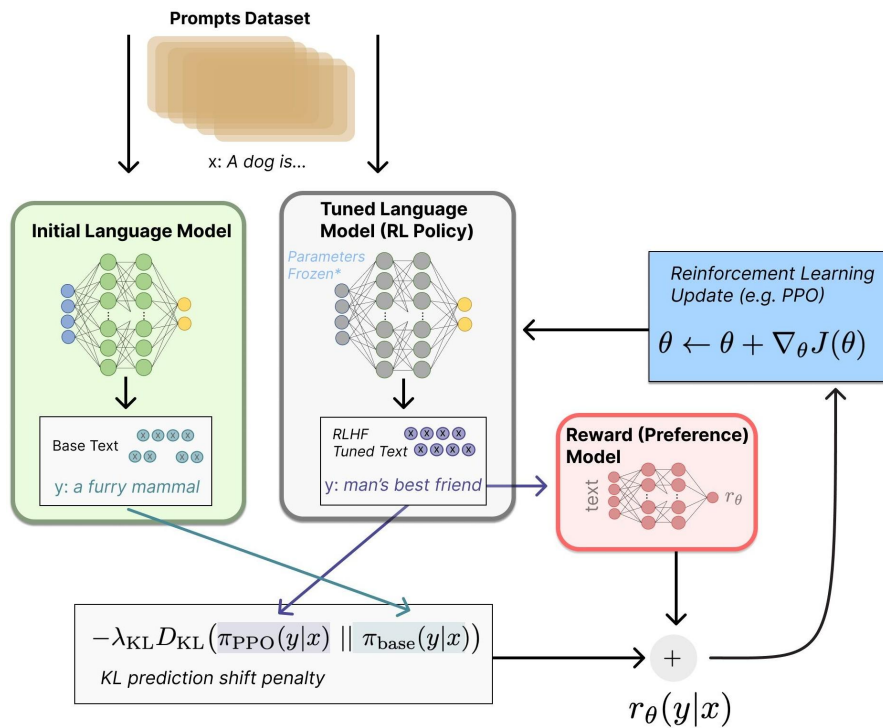 Prompts Dataset
x: A dog is...
Initial Language Model
Tuned Language
Model (RL Policy)
Parameters
Frozen*
Reinforcement Learning
Update (e.g. PPO)
θ ← θ + ∇θJ(θ)
Base Text
x x x x
x x x x
y: a furry mammal
RLHF
Tuned Text
x x x x
x x x x
y: man's best friend
Reward (Preference)
Model
text
rθ
−λKL DKL(πPPO(y|x) || πbase(y|x))
KL prediction shift penalty
+
rθ(y|x)